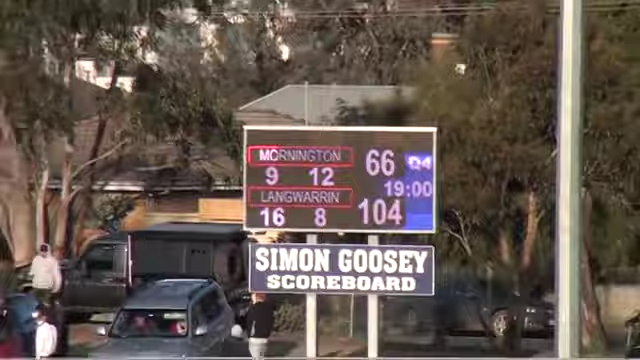 MORNINGTON 66 Q4
9 12
19:00
LANGWARRIN
16 8 104
SIMON GOOSEY
SCOREBOARD